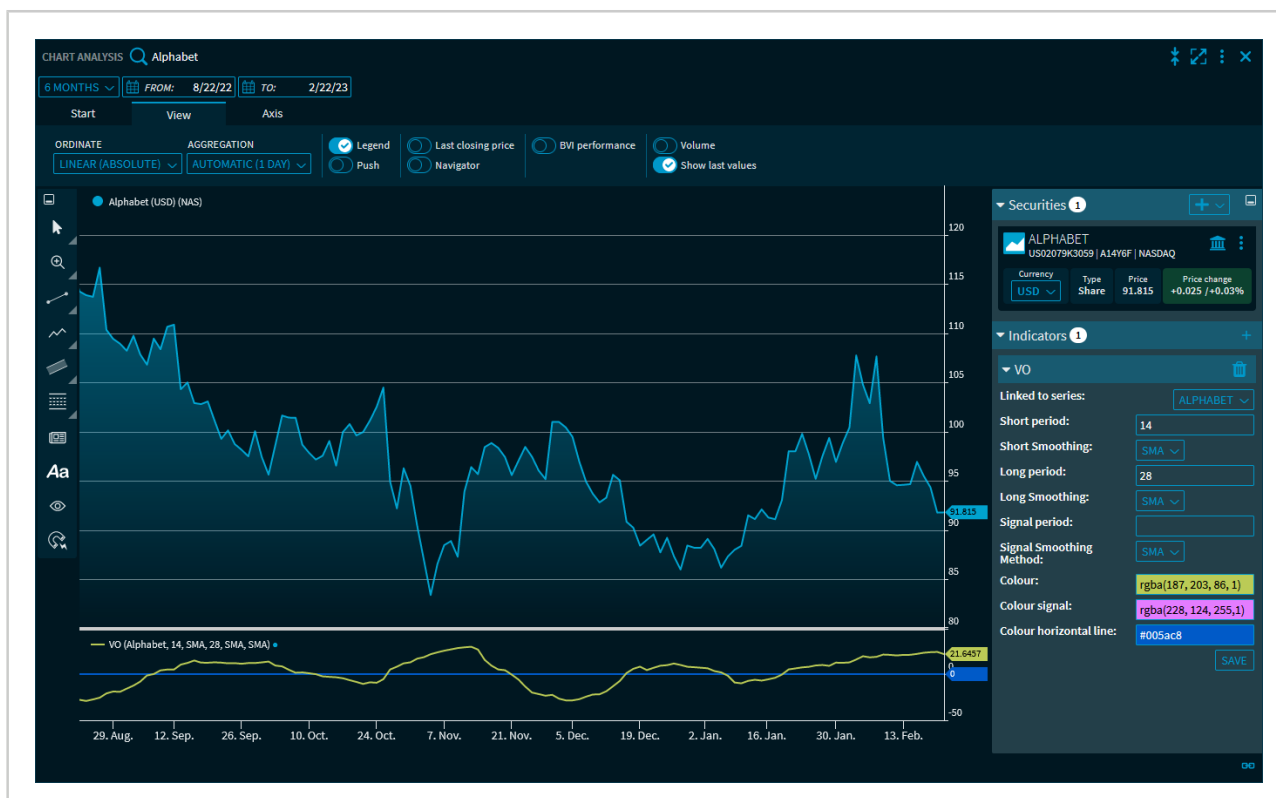 CHART ANALYSIS Alphabet
6 MONTHS FROM: 8/22/22 TO: 2/22/23
Start View Axis
ORDINATE AGGREGATION
LINEAR (ABSOLUTE) AUTOMATIC (1 DAY)
Legend Last closing price BVI performance Volume
Push Navigator Show last values
Alphabet (USD) (NAS)
120
115
110
105
100
95
91.815
90
85
80
Aa
VO (Alphabet, 14, SMA, 28, SMA, SMA)
21.6457
0
0
-50
29. Aug. 12. Sep. 26. Sep. 10. Oct. 24. Oct. 7. Nov. 21. Nov. 5. Dec. 19. Dec. 2. Jan. 16. Jan. 30. Jan. 13. Feb.
Securities 1
ALPHABET
US02079K3059 | A14Y6F | NASDAQ
Currency Type Price Price change
USD Share 91.815 +0.025 /+0.03%
Indicators 1
VO
Linked to series: ALPHABET
Short period: 14
Short Smoothing: SMA
Long period: 28
Long Smoothing: SMA
Signal period:
Signal Smoothing
Method: SMA
Colour: rgba(187, 203, 86, 1)
Colour signal: rgba(228, 124, 255,1)
Colour horizontal line: #005ac8
SAVE